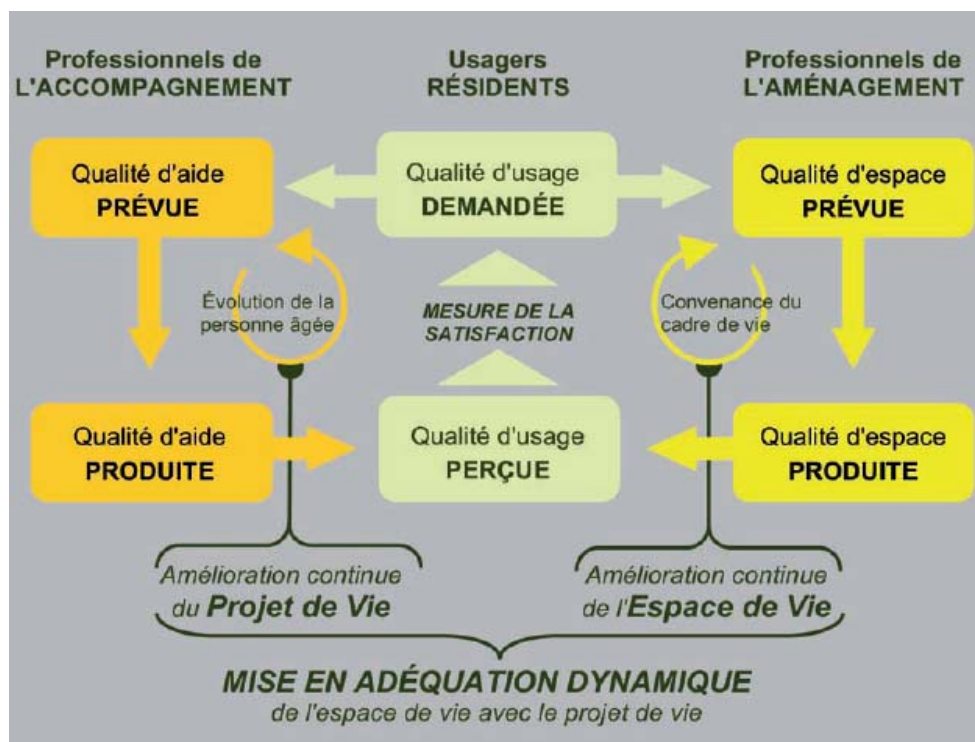 Professionnels de
L'ACCOMPAGNEMENT
Usagers
RÉSIDENTS
Professionnels de
L'AMÉNAGEMENT
Qualité d'aide
PRÉVUE
Qualité d'usage
DEMANDÉE
Qualité d'espace
PRÉVUE
Évolution de la
personne âgée
MESURE DE LA
SATISFACTION
Convenance du
cadre de vie
Qualité d'aide
PRODUITE
Qualité d'usage
PERÇUE
Qualité d'espace
PRODUITE
Amélioration continue
du Projet de Vie
Amélioration continue
de l'Espace de Vie
MISE EN ADÉQUATION DYNAMIQUE
de l'espace de vie avec le projet de vie